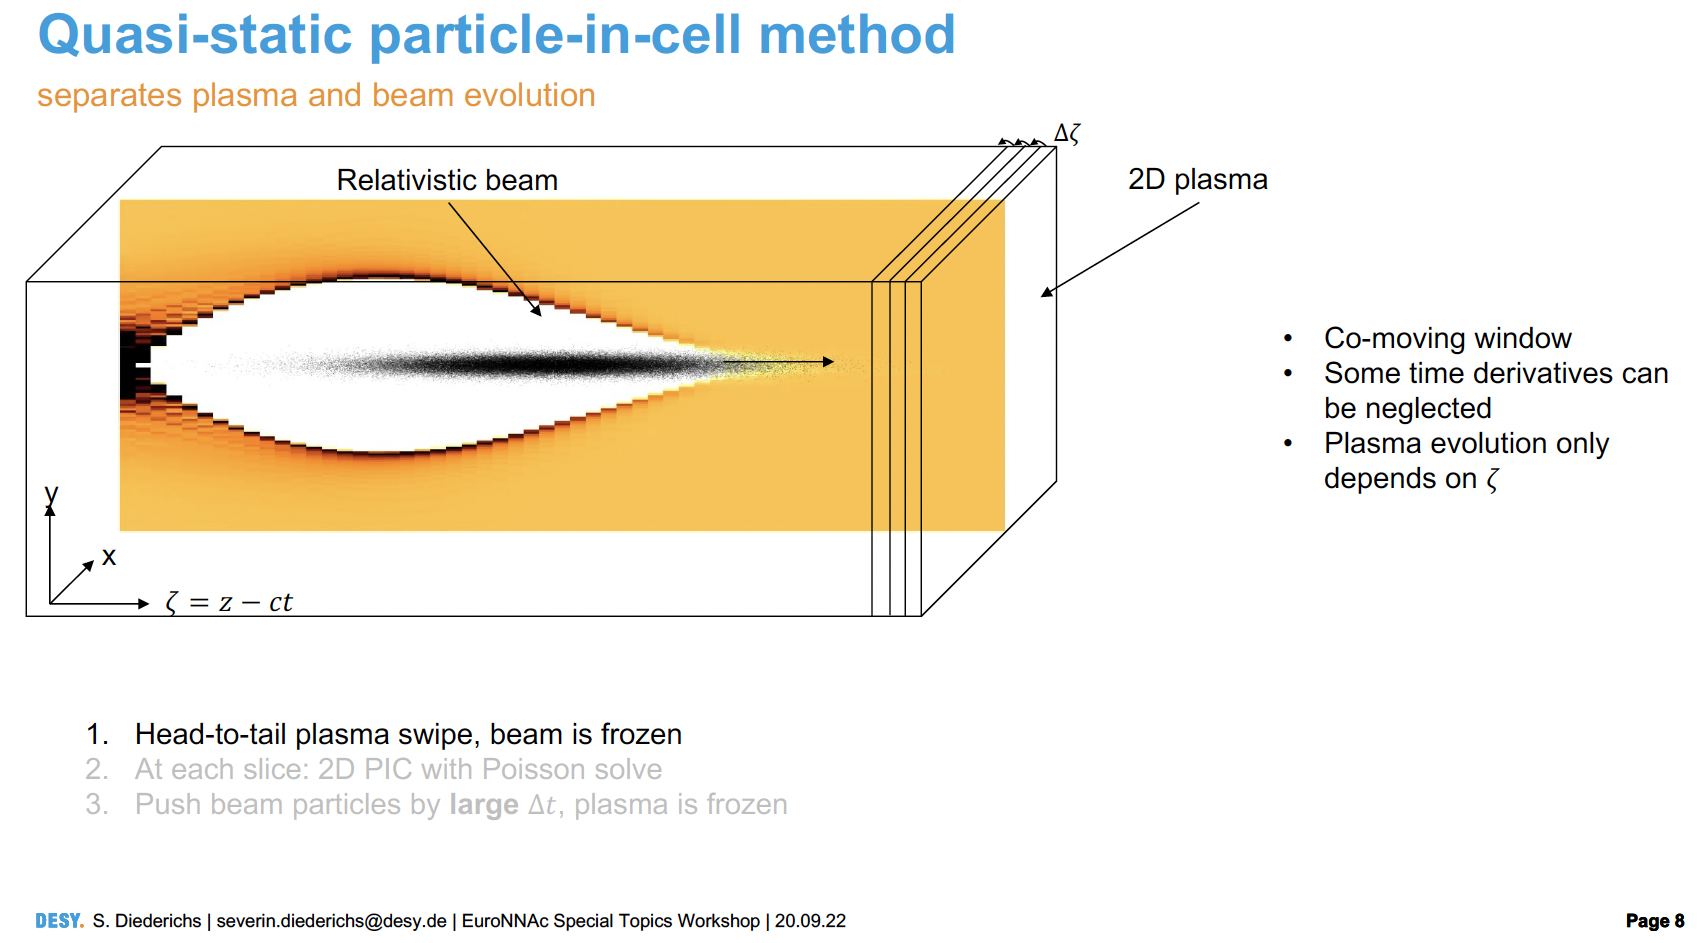 Quasi-static particle-in-cell method
separates plasma and beam evolution
Δζ
Relativistic beam
2D plasma
• Co-moving window
• Some time derivatives can
be neglected
• Plasma evolution only
depends on ζ
y
x
ζ = z − ct
1. Head-to-tail plasma swipe, beam is frozen
2. At each slice: 2D PIC with Poisson solve
3. Push beam particles by large Δt, plasma is frozen
DESY. S. Diederichs | severin.diederichs@desy.de | EuroNNAc Special Topics Workshop | 20.09.22
Page 8